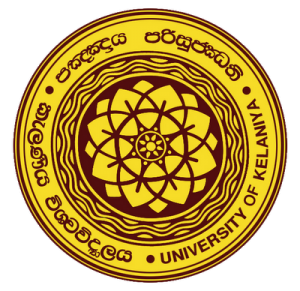 පඤ්ඤාය පරිසුජ්ඣති
කැලණිය විශ්වවිද්‍යාලය
UNIVERSITY OF KELANIYA